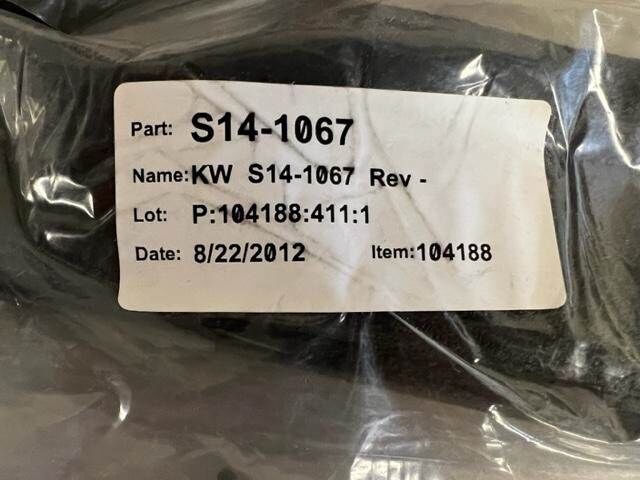 Part: S14-1067
Name: KW S14-1067 Rev -
Lot: P:104188:411:1
Date: 8/22/2012 Item: 104188